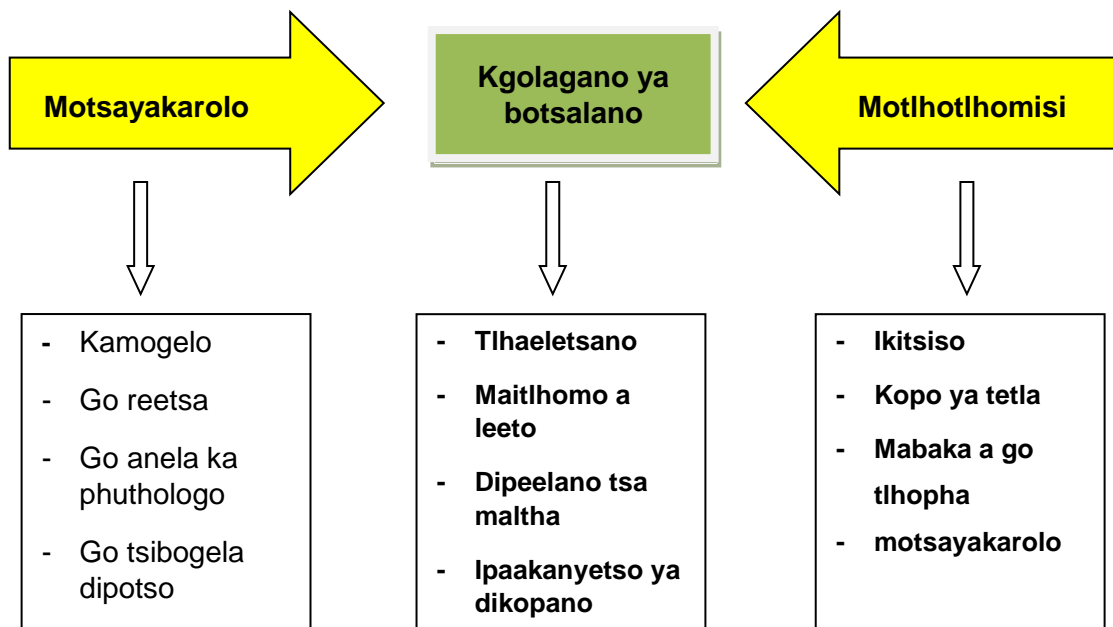 Motsayakarolo
Kgolagano ya
botsalano
Motlhotlhomisi
- Kamogelo
- Go reetsa
- Go anela ka
phuthologo
- Go tsibogela
dipotso
- Tlhaeletsano
- Maitlhomo a
leeto
- Dipeelano tsa
maltha
- Ipaakanyetso ya
dikopano
- Ikitsiso
- Kopo ya tetla
- Mabaka a go
tlhopha
- motsayakarolo